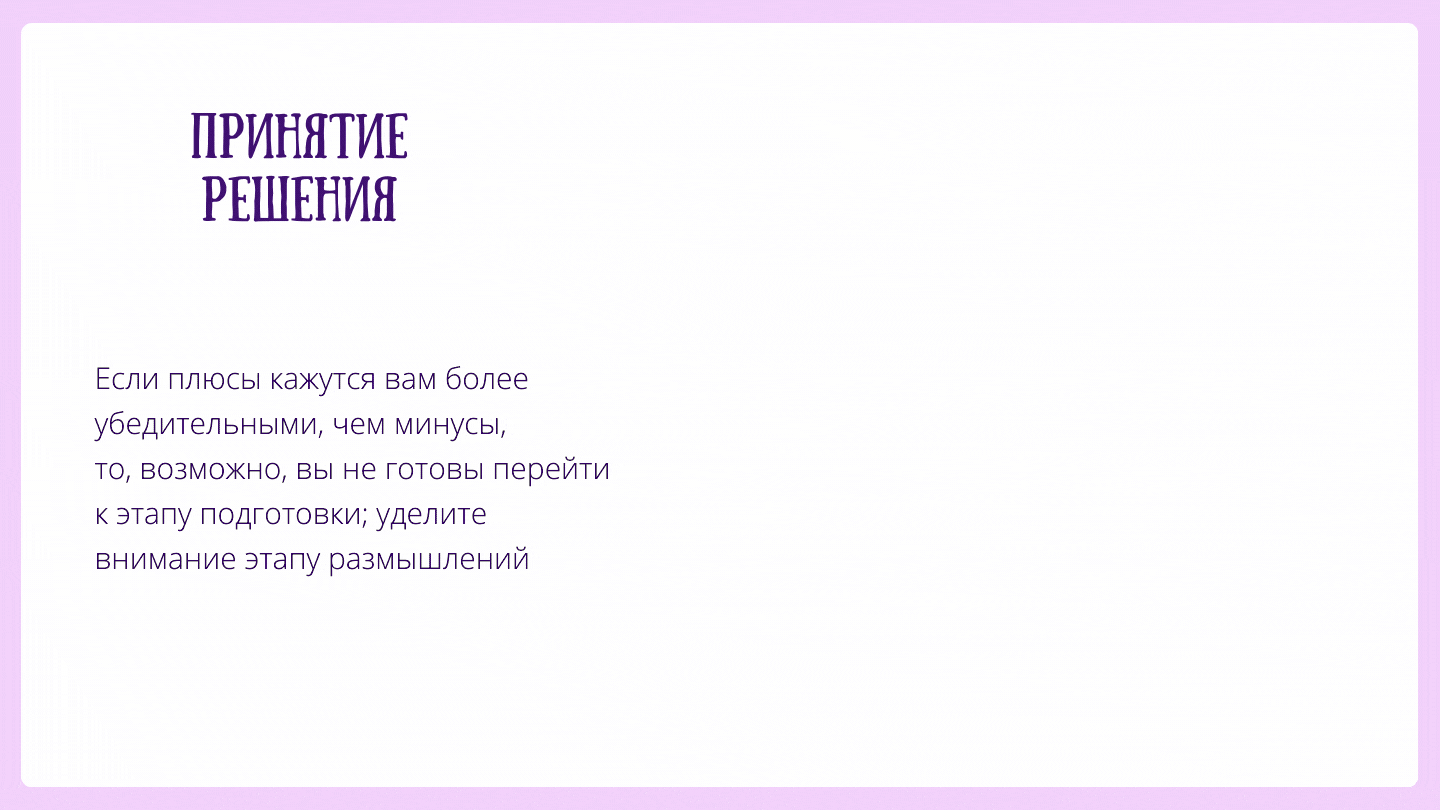 ПРИНЯТИЕ
РЕШЕНИЯ
Если плюсы кажутся вам более
убедительными, чем минусы,
то, возможно, вы не готовы перейти
к этапу подготовки; уделите
внимание этапу размышлений